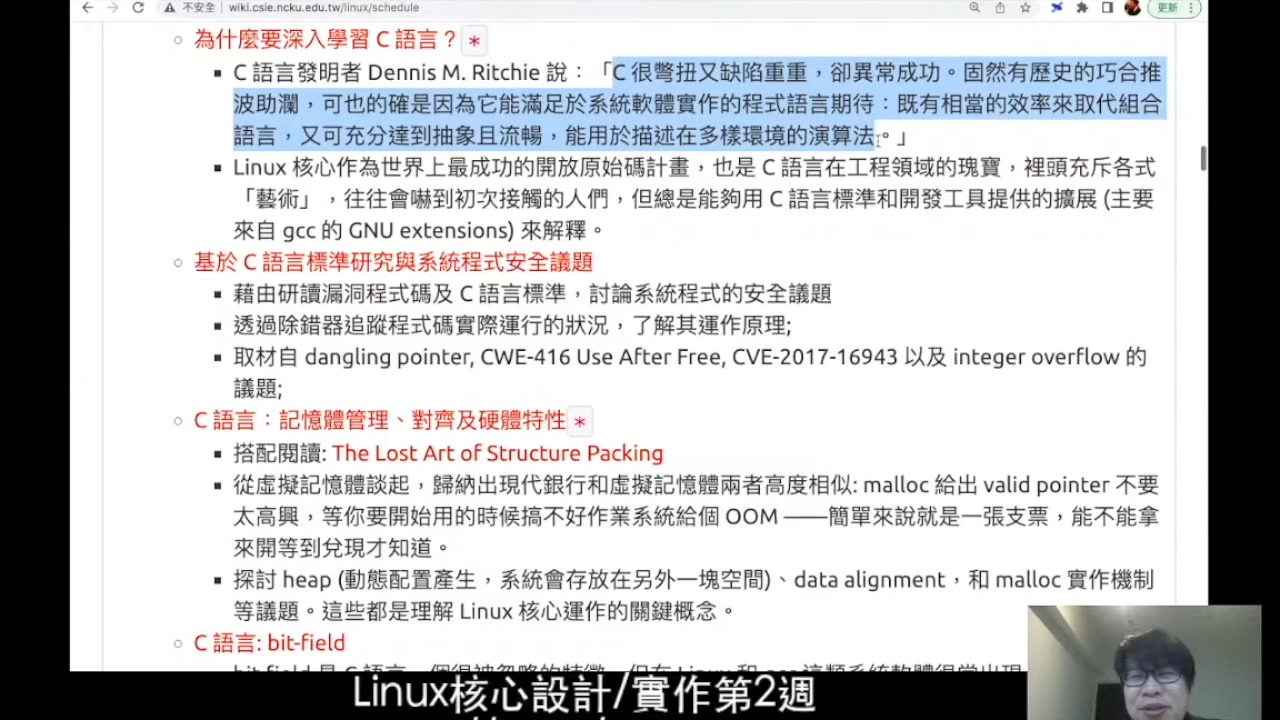 不安全 wiki.csie.ncku.edu.tw/linux/schedule 更新
為什麼要深入學習 C 語言？ *
C 語言發明者 Dennis M. Ritchie 說：「C 很彆扭又缺陷重重，卻異常成功。固然有歷史的巧合推
波助瀾，可也的確是因為它能滿足於系統軟體實作的程式語言期待：既有相當的效率來取代組合
語言，又可充分達到抽象且流暢，能用於描述在多樣環境的演算法。」
Linux 核心作為世界上最成功的開放原始碼計畫，也是 C 語言在工程領域的瑰寶，裡頭充斥各式
「藝術」，往往會嚇到初次接觸的人們，但總是能夠用 C 語言標準和開發工具提供的擴展 (主要
來自 gcc 的 GNU extensions) 來解釋。
基於 C 語言標準研究與系統程式安全議題
藉由研讀漏洞程式碼及 C 語言標準，討論系統程式的安全議題
透過除錯器追蹤程式碼實際運行的狀況，了解其運作原理;
取材自 dangling pointer, CWE-416 Use After Free, CVE-2017-16943 以及 integer overflow 的
議題;
C 語言：記憶體管理、對齊及硬體特性 *
搭配閱讀: The Lost Art of Structure Packing
從虛擬記憶體談起，歸納出現代銀行和虛擬記憶體兩者高度相似: malloc 給出 valid pointer 不要
太高興，等你要開始用的時候搞不好作業系統給個 OOM ——簡單來說就是一張支票，能不能拿
來開等到兌現才知道。
探討 heap (動態配置產生，系統會存放在另外一塊空間)、data alignment，和 malloc 實作機制
等議題。這些都是理解 Linux 核心運作的關鍵概念。
C 語言: bit-field
Linux核心設計/實作第2週